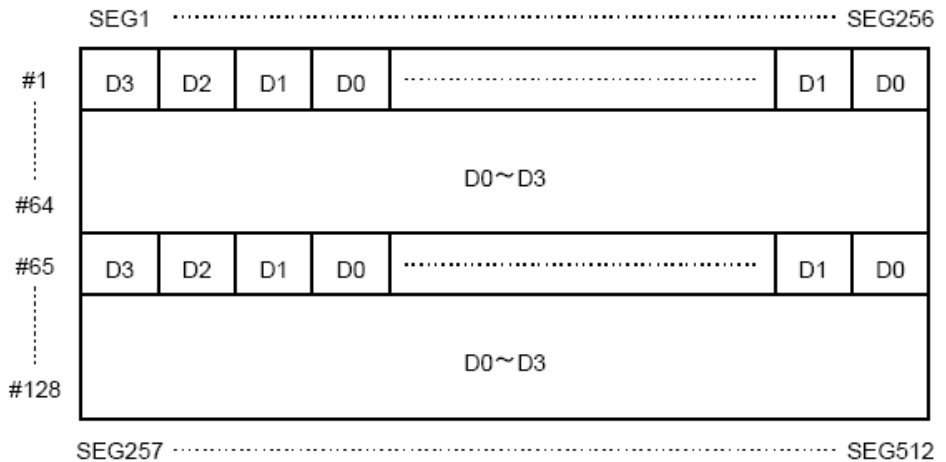 SEG1 SEG256
#1 D3 D2 D1 D0 D1 D0
D0~D3
#64
#65 D3 D2 D1 D0 D1 D0
D0~D3
#128
SEG257 SEG512